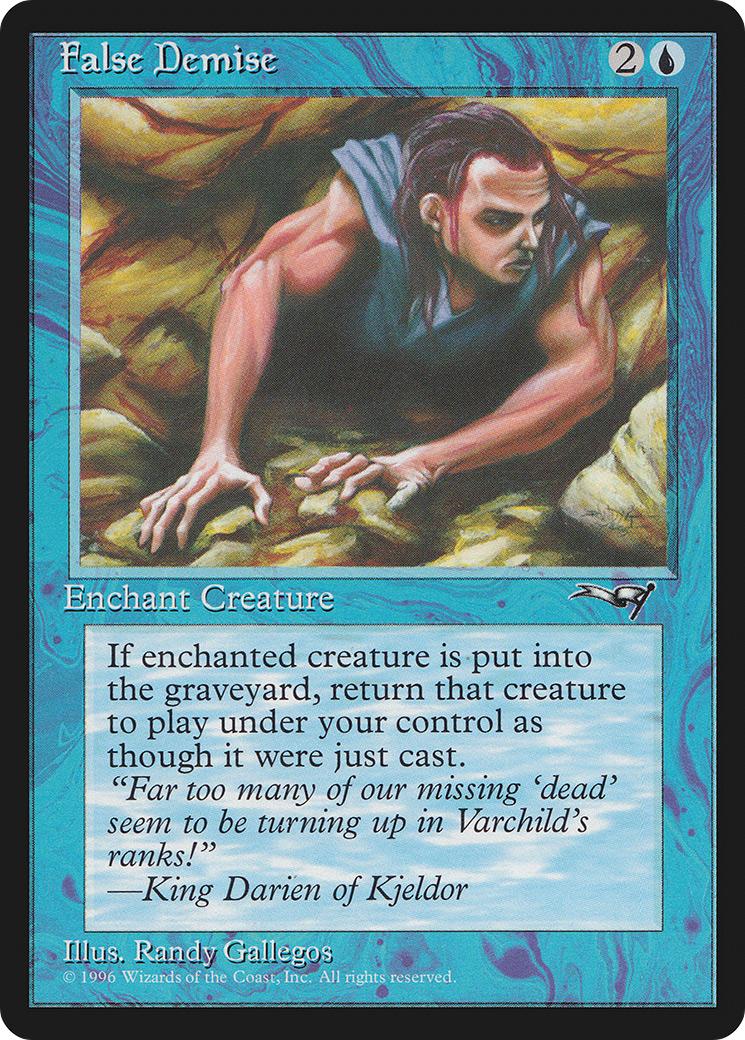 False Demise 2
Enchant Creature
If enchanted creature is put into
the graveyard, return that creature
to play under your control as
though it were just cast.
“Far too many of our missing ‘dead’
seem to be turning up in Varchild’s
ranks!”
—King Darien of Kjeldor
Illus. Randy Gallegos
© 1996 Wizards of the Coast, Inc. All rights reserved.